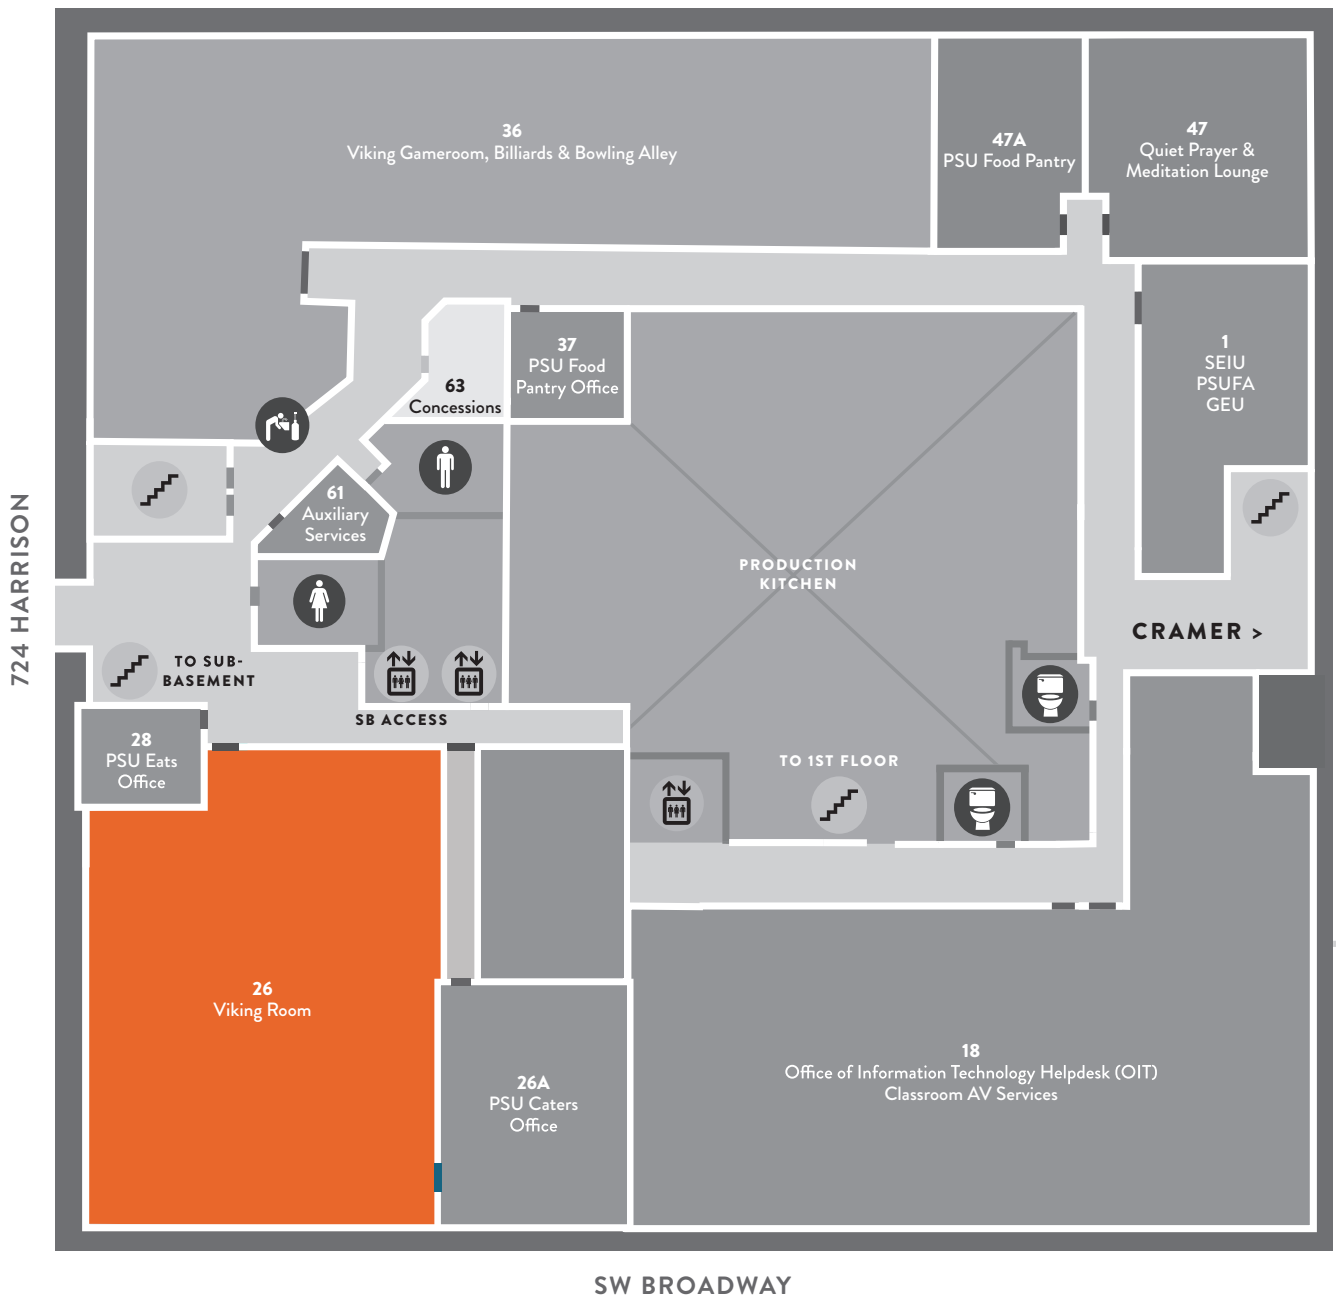 36
Viking Gameroom, Billiards & Bowling Alley
47A
PSU Food Pantry
47
Quiet Prayer &
Meditation Lounge
37
PSU Food
Pantry Office
63
Concessions
1
SEIU
PSUFA
GEU
61
Auxiliary
Services
724 HARRISON
PRODUCTION
KITCHEN
CRAMER >
TO SUB-
BASEMENT
SB ACCESS
28
PSU Eats
Office
TO 1ST FLOOR
26
Viking Room
26A
PSU Caters
Office
18
Office of Information Technology Helpdesk (OIT)
Classroom AV Services
SW BROADWAY